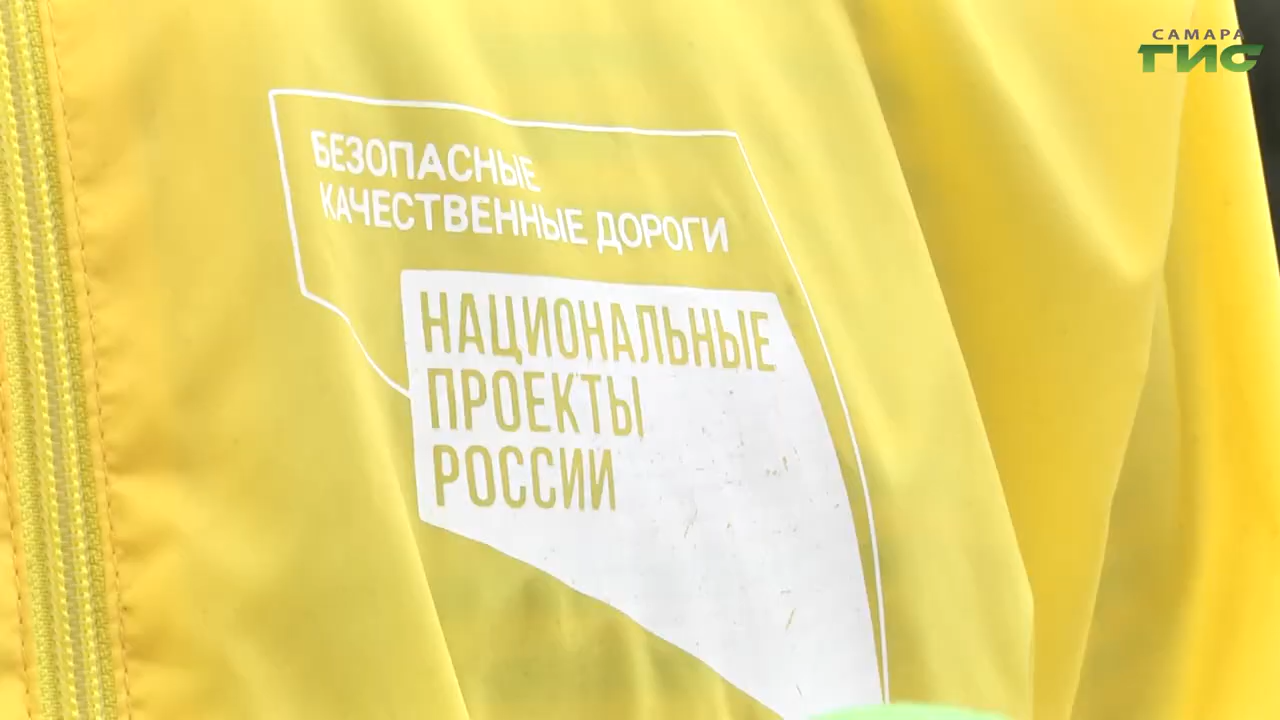 САМАРА
ГИС
БЕЗОПАСНЫЕ
КАЧЕСТВЕННЫЕ ДОРОГИ
НАЦИОНАЛЬНЫЕ
ПРОЕКТЫ
РОССИИ